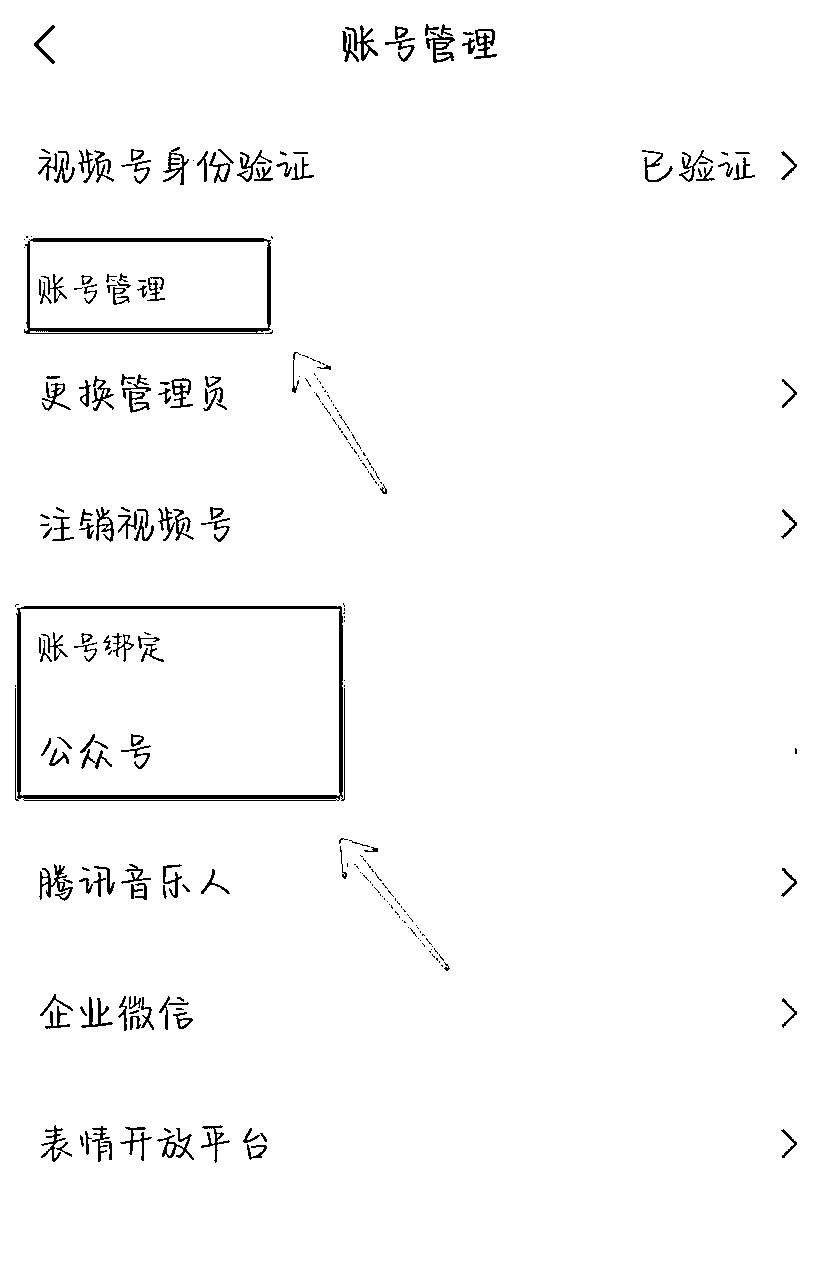 账号管理
视频号身份验证 已验证
账号管理
更换管理员
注销视频号
账号绑定
公众号
腾讯音乐人
企业微信
表情开放平台